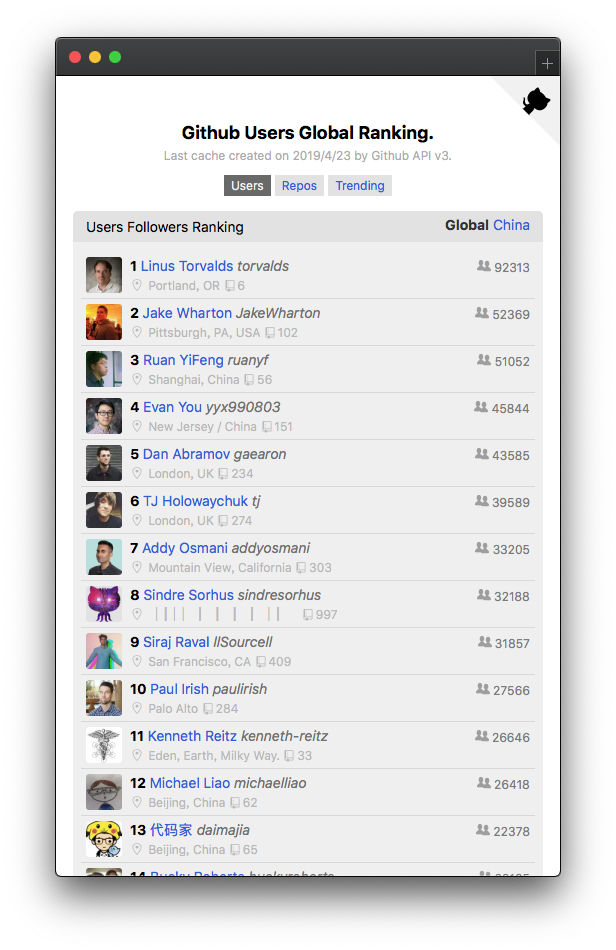 Github Users Global Ranking.
Last cache created on 2019/4/23 by Github API v3.
Users Repos Trending
Users Followers Ranking Global China
1 Linus Torvalds torvalds 92313
Portland, OR 6
2 Jake Wharton JakeWharton 52369
Pittsburgh, PA, USA 102
3 Ruan YiFeng ruanyf 51052
Shanghai, China 56
4 Evan You yyx990803 45844
New Jersey / China 151
5 Dan Abramov gaearon 43585
London, UK 234
6 TJ Holowaychuk tj 39589
London, UK 274
7 Addy Osmani addyosmani 33205
Mountain View, California 303
8 Sindre Sorhus sindresorhus 32188
997
9 Siraj Raval llSourcell 31857
San Francisco, CA 409
10 Paul Irish paulirish 27566
Palo Alto 284
11 Kenneth Reitz kenneth-reitz 26646
Eden, Earth, Milky Way. 33
12 Michael Liao michaelliao 26418
Beijing, China 62
13 代码家 daimajia 22378
Beijing, China 65